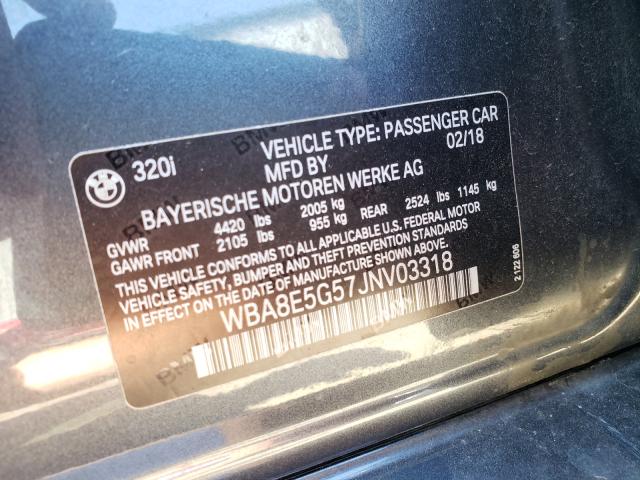 BMW
320i
VEHICLE TYPE: PASSENGER CAR
MFD BY 02/18
BAYERISCHE MOTOREN WERKE AG
GVWR 4420 lbs 2005 kg
GAWR FRONT 2105 lbs 955 kg REAR 2524 lbs 1145 kg
THIS VEHICLE CONFORMS TO ALL APPLICABLE U.S. FEDERAL MOTOR
VEHICLE SAFETY, BUMPER AND THEFT PREVENTION STANDARDS
IN EFFECT ON THE DATE OF MANUFACTURE SHOWN ABOVE.
WBA8E5G57JNV03318
2 122 606